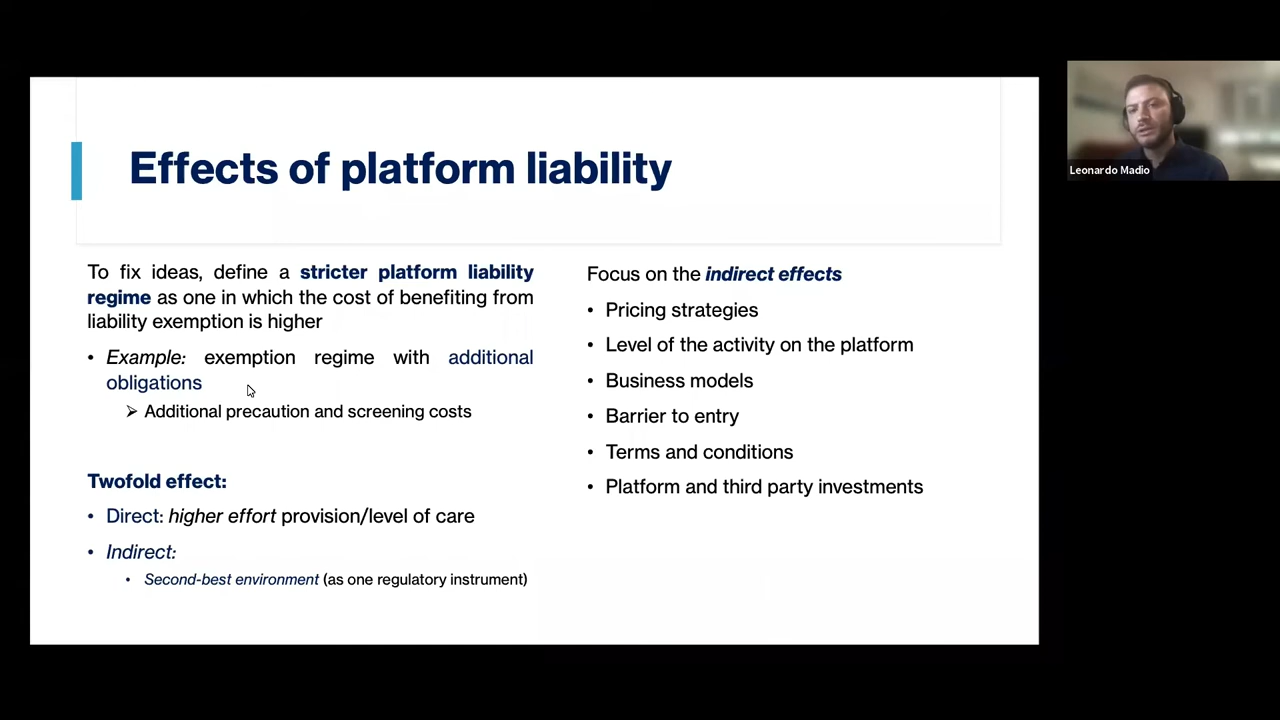 Effects of platform liability
To fix ideas, define a stricter platform liability
regime as one in which the cost of benefiting from
liability exemption is higher
• Example: exemption regime with additional
obligations
➢ Additional precaution and screening costs
Twofold effect:
• Direct: higher effort provision/level of care
• Indirect:
• Second-best environment (as one regulatory instrument)
Focus on the indirect effects
• Pricing strategies
• Level of the activity on the platform
• Business models
• Barrier to entry
• Terms and conditions
• Platform and third party investments
Leonardo Madio